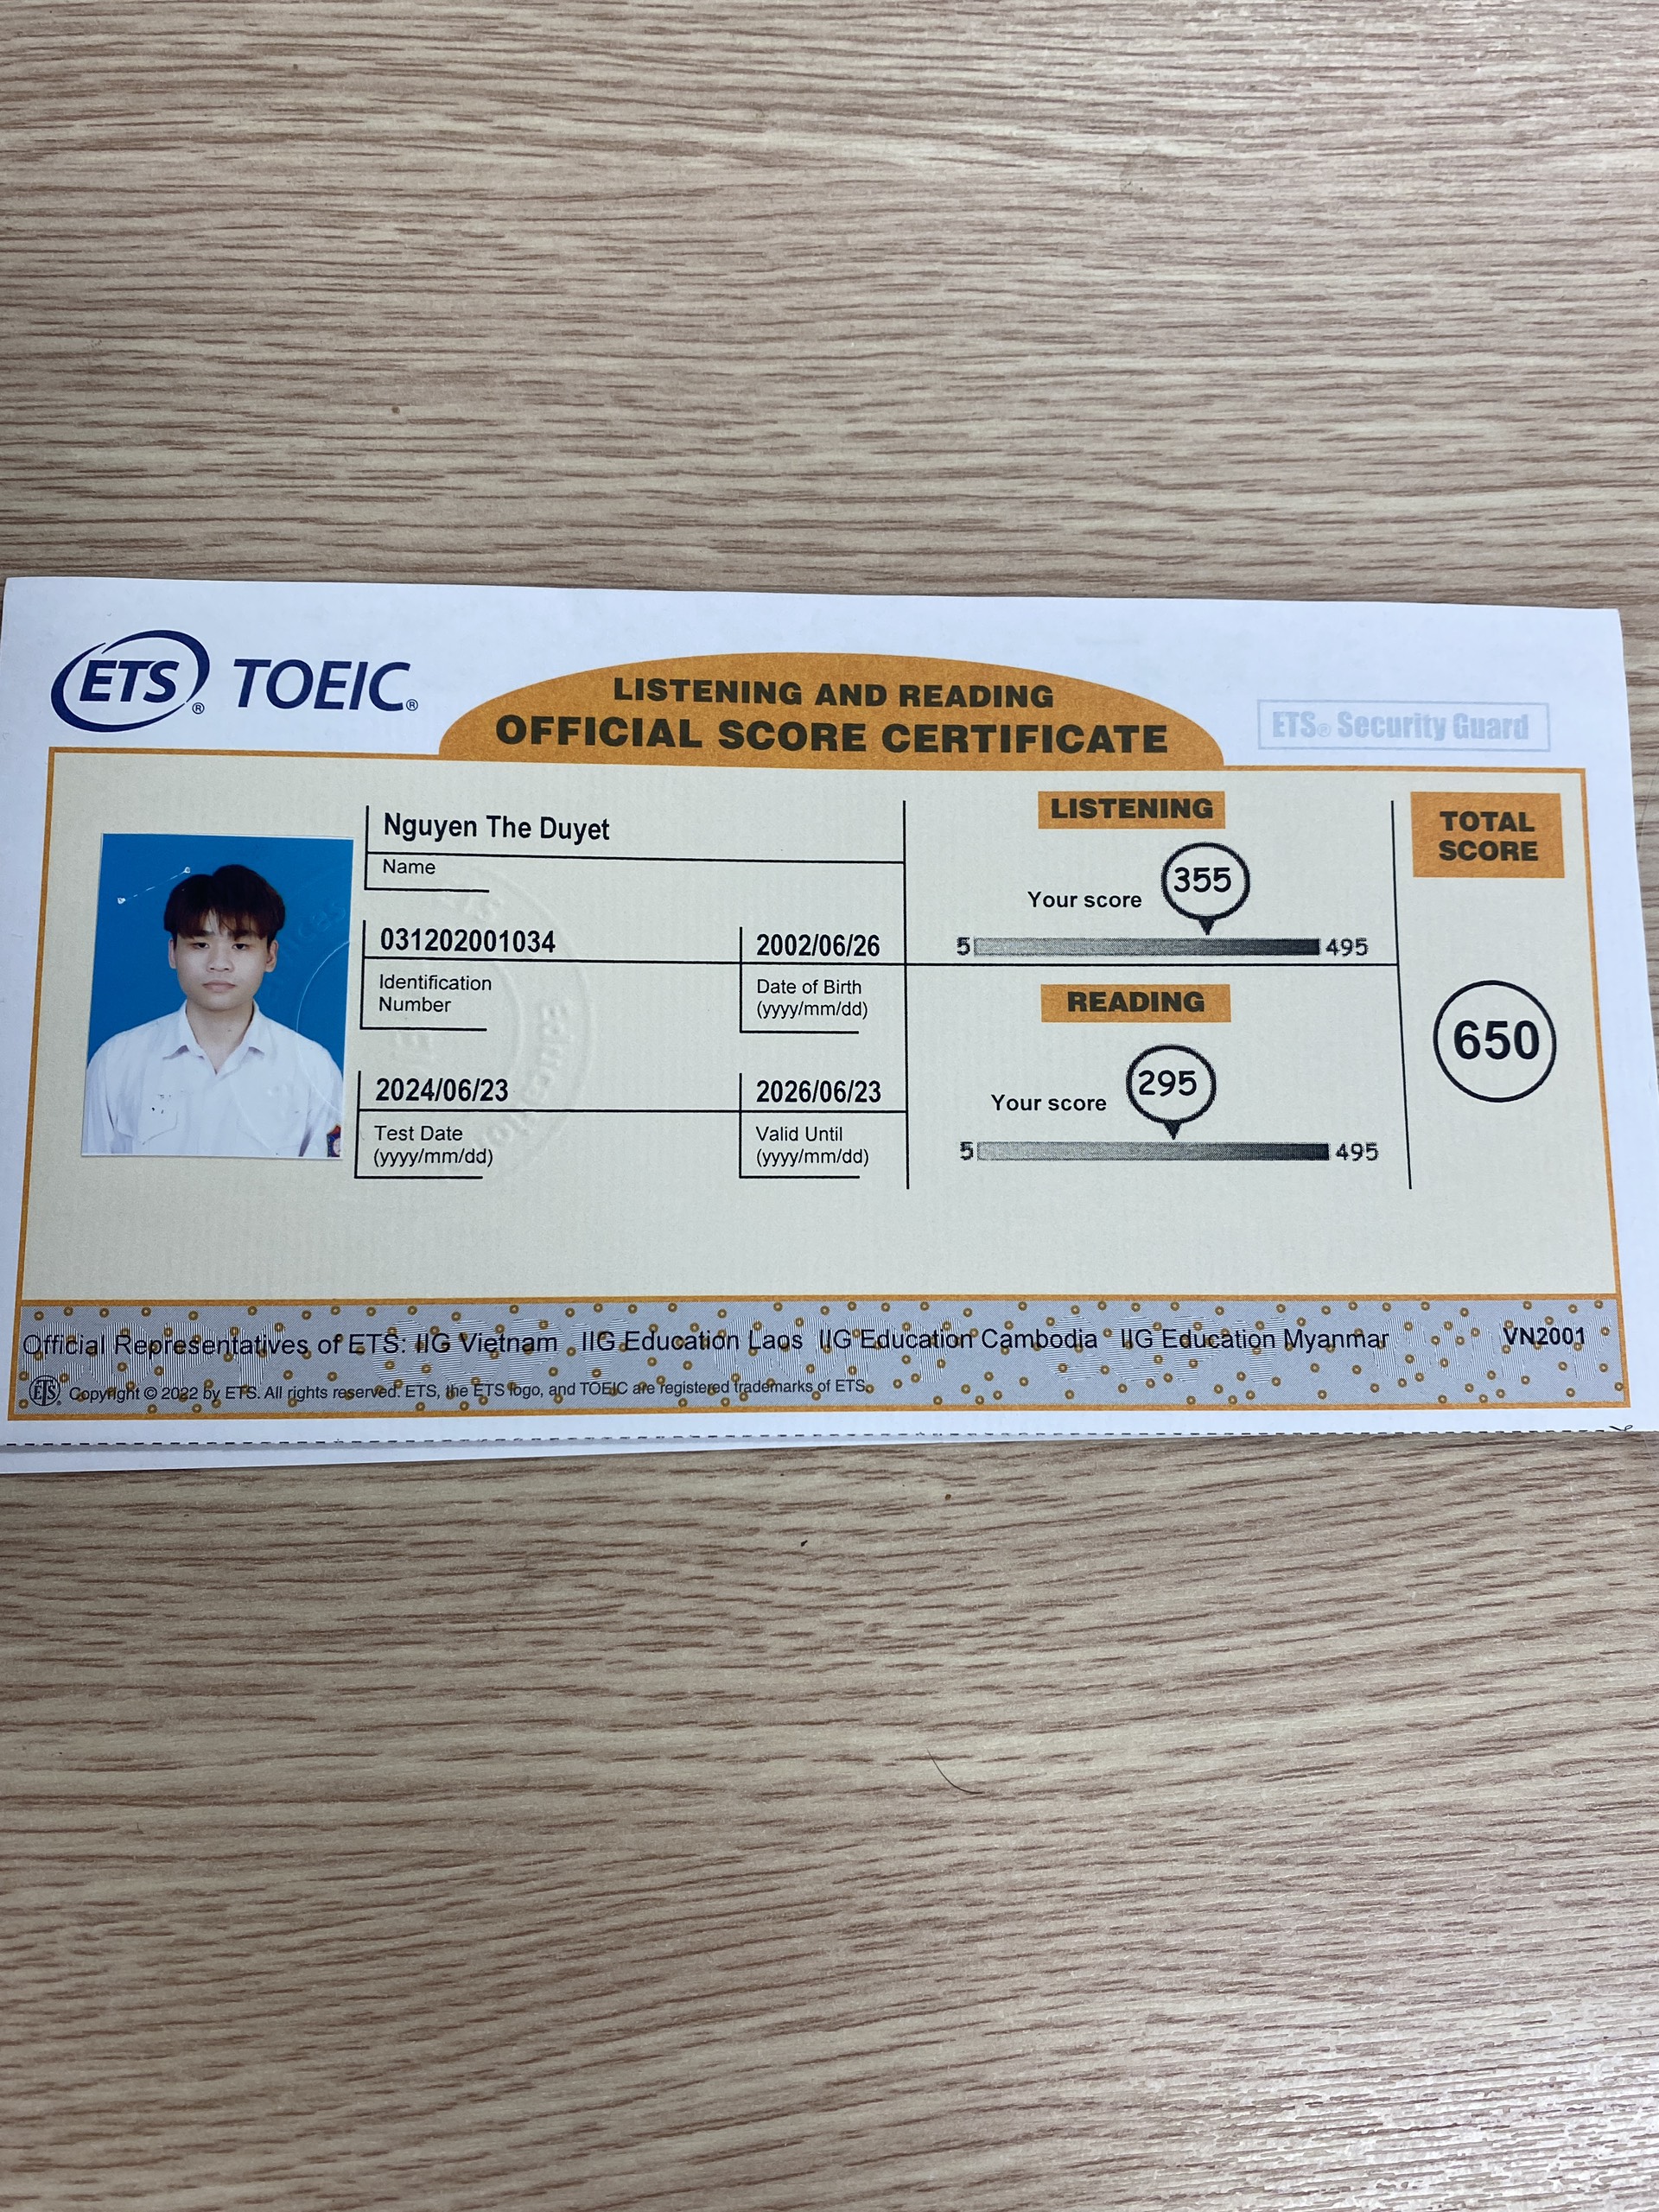 ETS® TOEIC®
LISTENING AND READING
OFFICIAL SCORE CERTIFICATE
ETS® Security Guard
Nguyen The Duyet
Name
031202001034
Identification
Number
2002/06/26
Date of Birth
(yyyy/mm/dd)
2024/06/23
Test Date
(yyyy/mm/dd)
2026/06/23
Valid Until
(yyyy/mm/dd)
LISTENING
Your score 355
5 495
READING
Your score 295
5 495
TOTAL
SCORE
650
Official Representatives of ETS: IIG Vietnam IIG Education Laos IIG Education Cambodia IIG Education Myanmar VN2001
ETS® Copyright © 2022 by ETS. All rights reserved. ETS, the ETS logo, and TOEIC are registered trademarks of ETS.